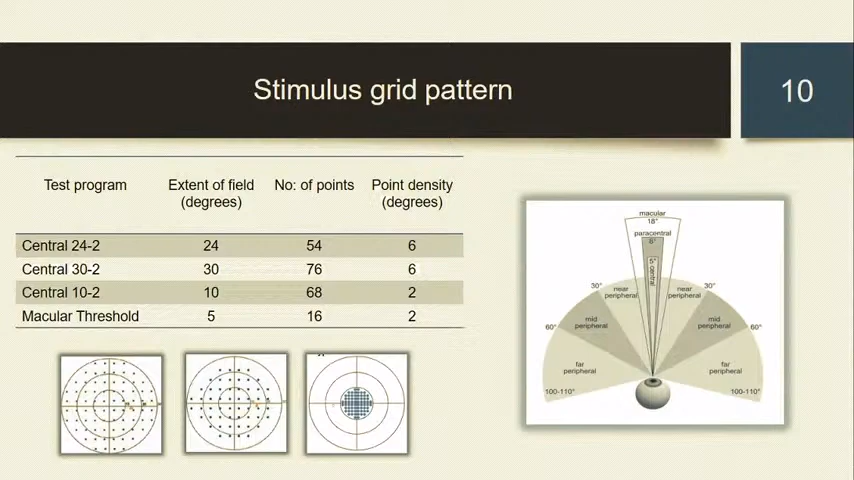 Stimulus grid pattern
10
Test program Extent of field (degrees) No: of points Point density (degrees)
Central 24-2 24 54 6
Central 30-2 30 76 6
Central 10-2 10 68 2
Macular Threshold 5 16 2
macular
18°
paracentral
8°
central
30° near peripheral near peripheral 30°
60° mid peripheral mid peripheral 60°
far peripheral far peripheral
100-110° 100-110°